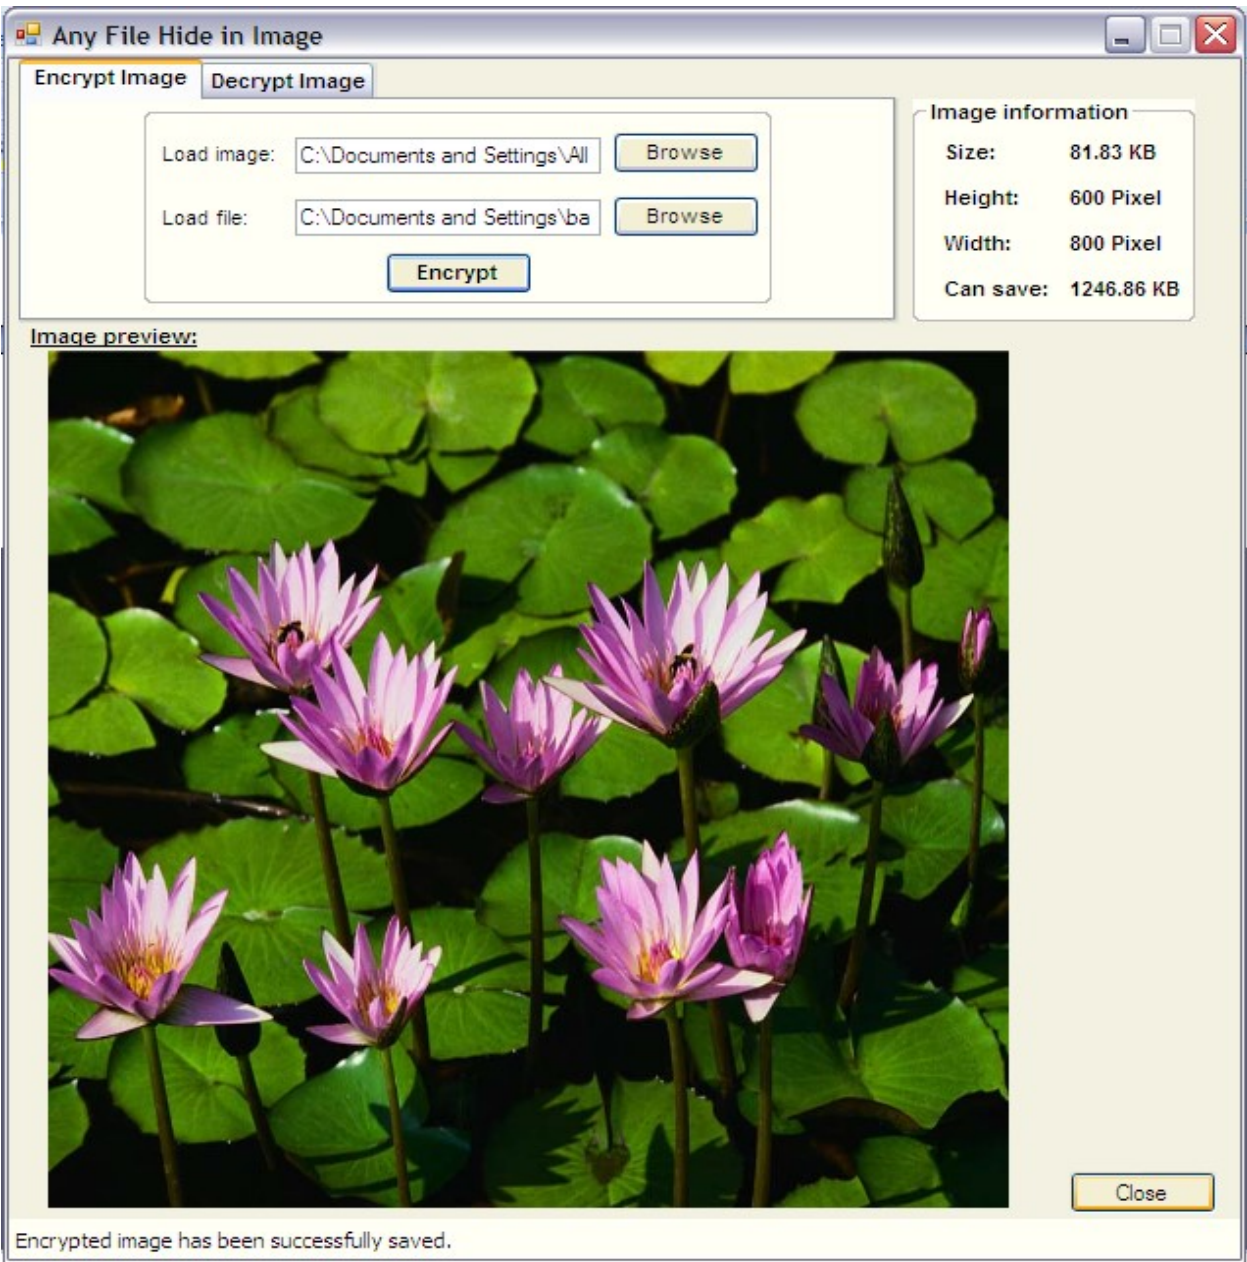 Any File Hide in Image
Encrypt Image
Decrypt Image
Load image: C:\Documents and Settings\All Browse
Load file: C:\Documents and Settings\ba Browse
Encrypt
Image information
Size: 81.83 KB
Height: 600 Pixel
Width: 800 Pixel
Can save: 1246.86 KB
Image preview:
Close
Encrypted image has been successfully saved.